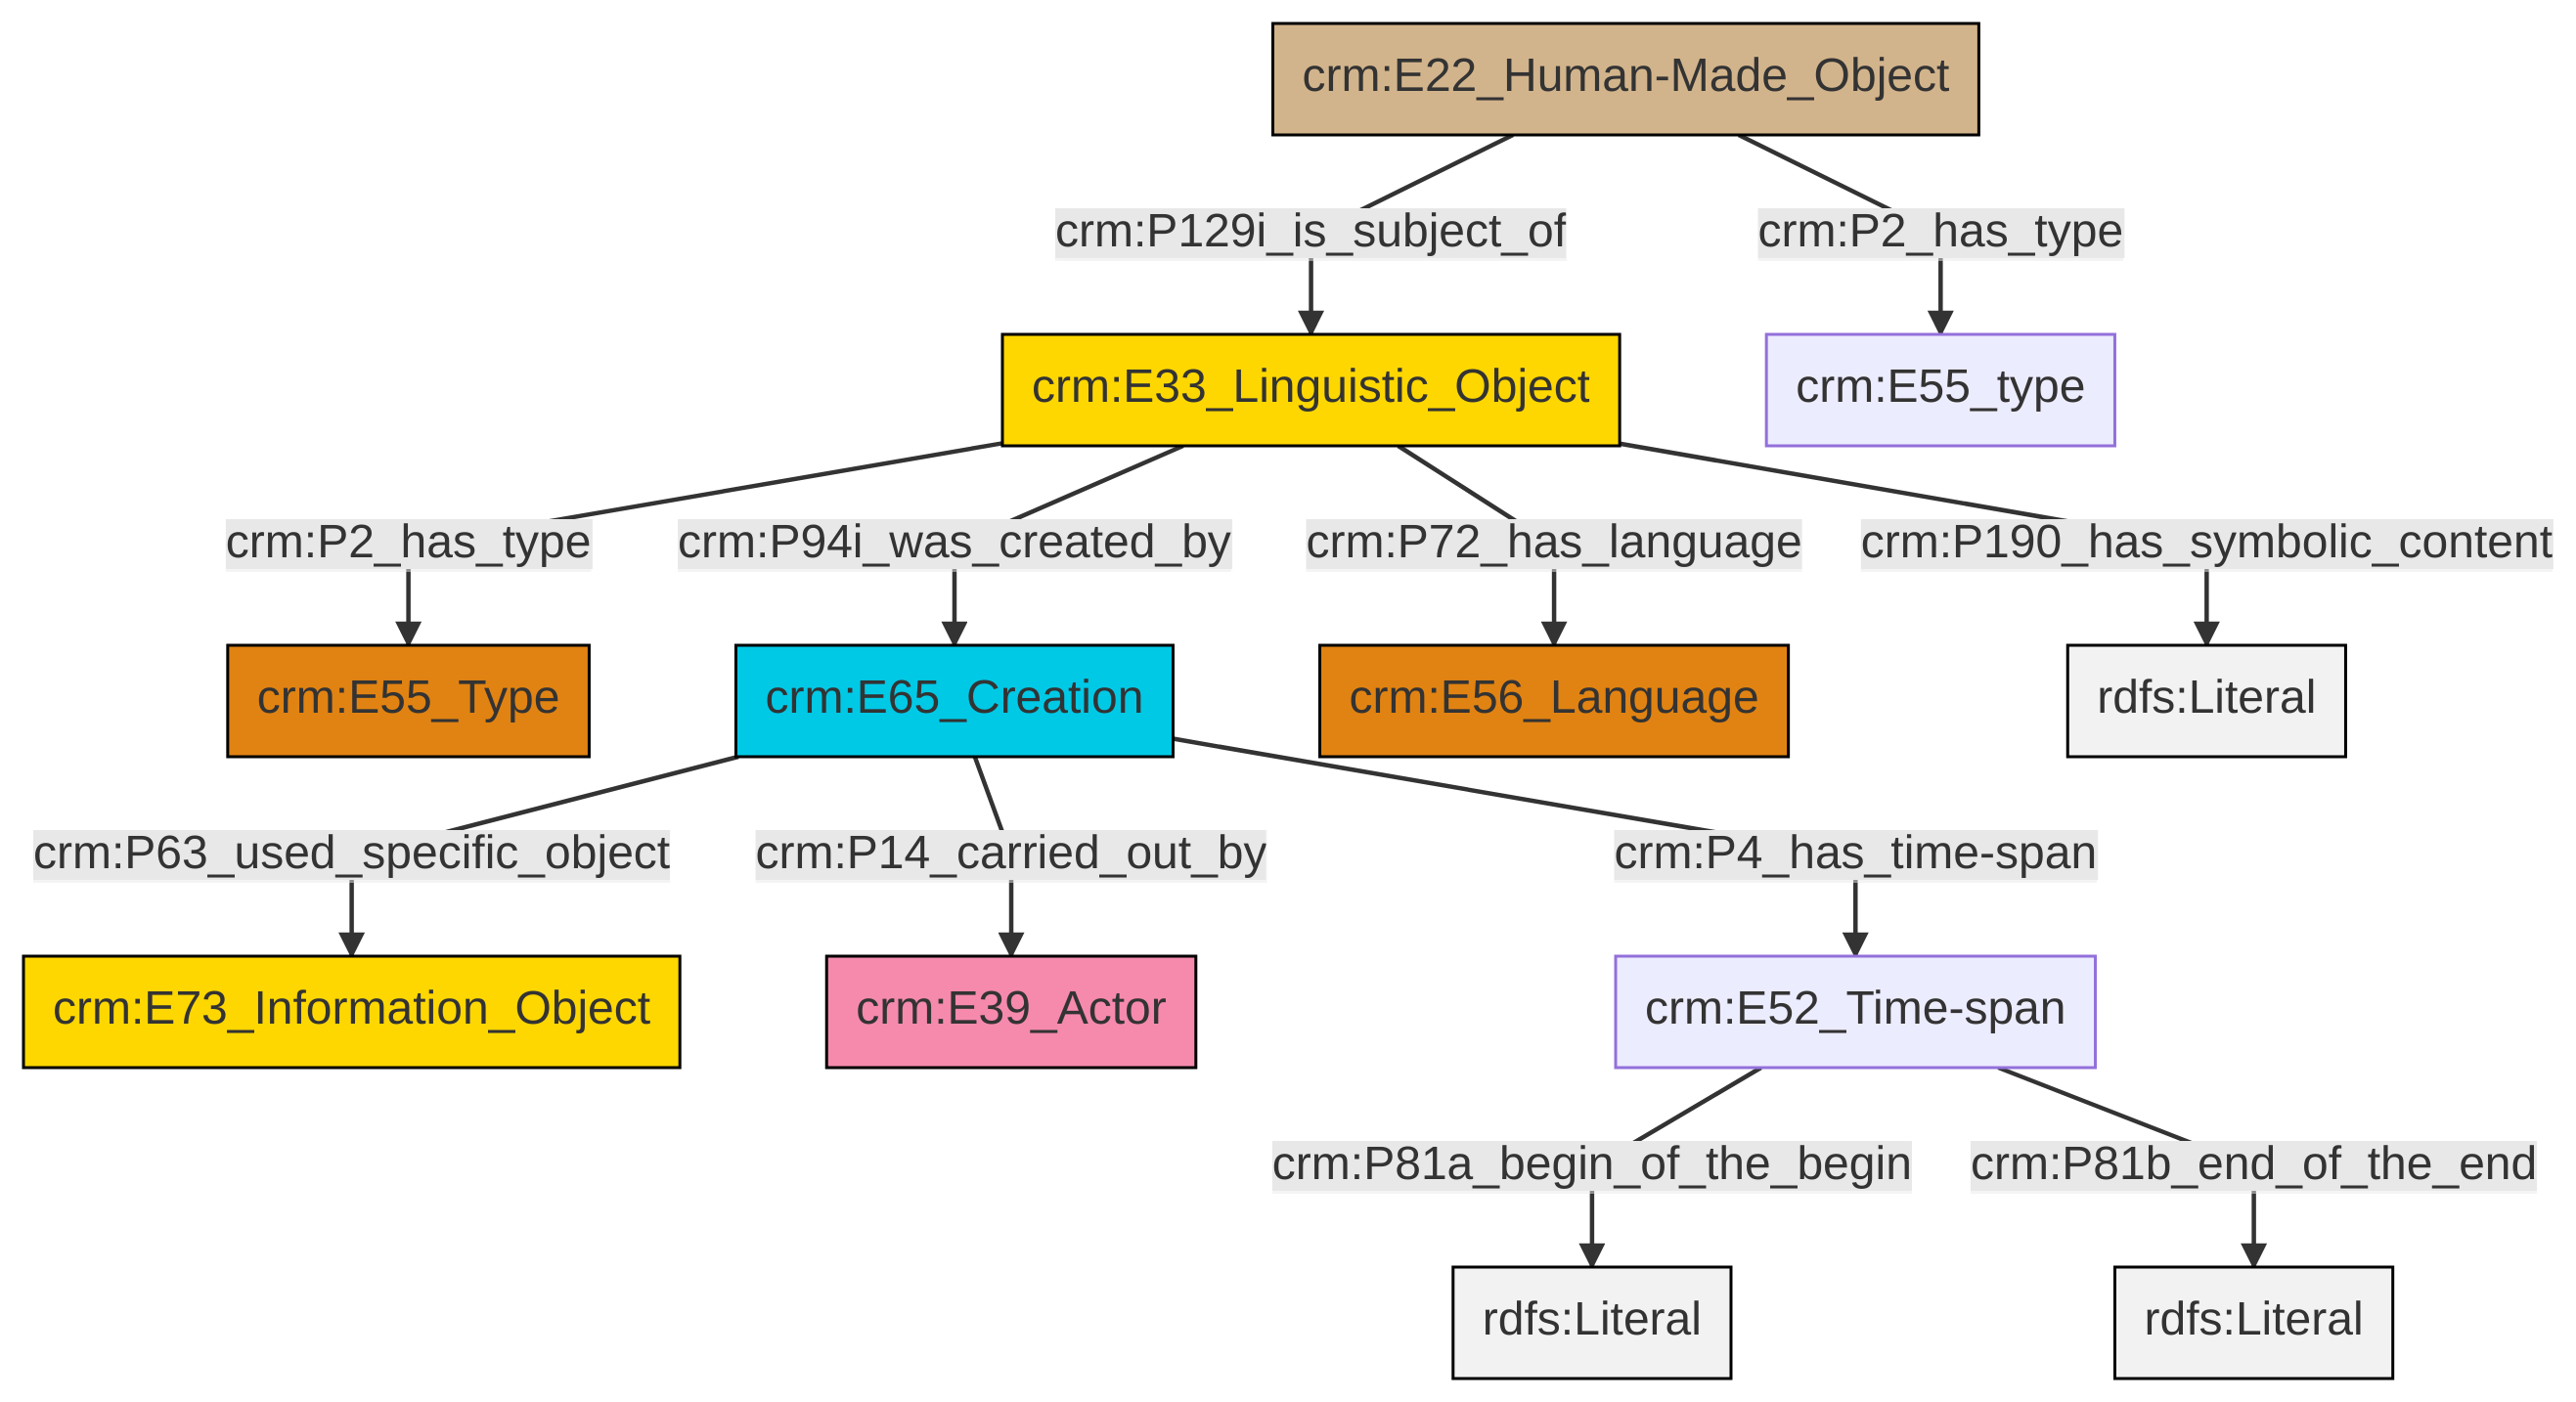 crm:E22_Human-Made_Object
crm:P129i_is_subject_of
crm:P2_has_type
crm:E33_Linguistic_Object
crm:E55_type
crm:P2_has_type
crm:P94i_was_created_by
crm:P72_has_language
crm:P190_has_symbolic_content
crm:E55_Type
crm:E65_Creation
crm:E56_Language
rdfs:Literal
crm:P63_used_specific_object
crm:P14_carried_out_by
crm:P4_has_time-span
crm:E73_Information_Object
crm:E39_Actor
crm:E52_Time-span
crm:P81a_begin_of_the_begin
crm:P81b_end_of_the_end
rdfs:Literal
rdfs:Literal